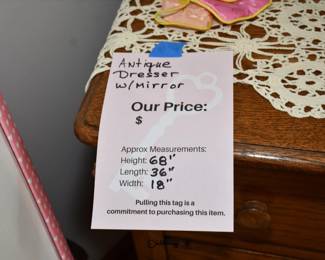 Antique
Dresser
w/Mirror
Our Price:
$
Approx Measurements:
Height: 68"
Length: 36"
Width: 18"
Pulling this tag is a
commitment to purchasing this item.